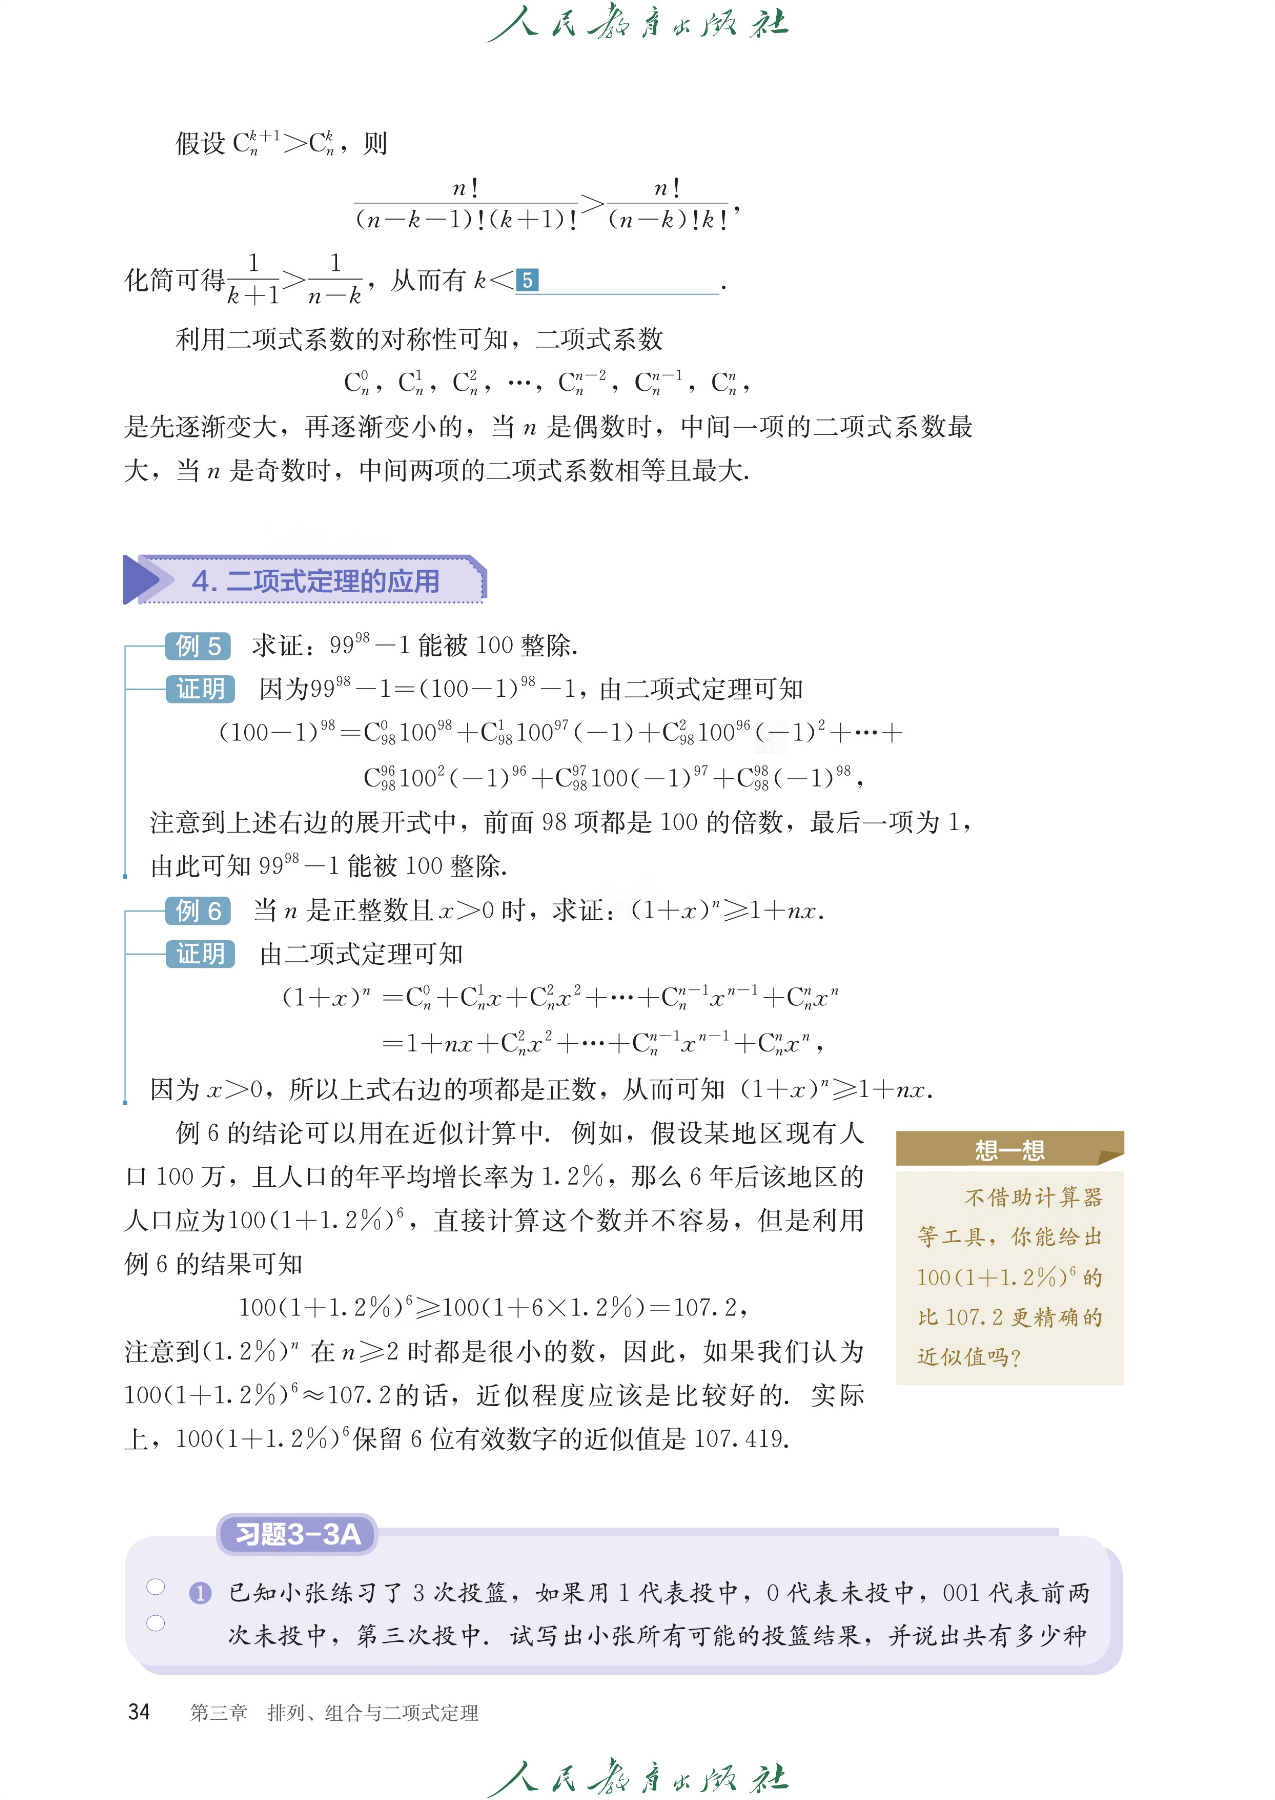 人民教育出版社
假设 C_n^{k+1}>C_n^k，则
n!/((n-k-1)!(k+1)!)>n!/((n-k)!k!)，
化简可得 1/(k+1)>1/(n-k)，从而有 k<5________.
利用二项式系数的对称性可知，二项式系数
C_n^0，C_n^1，C_n^2，…，C_n^{n-2}，C_n^{n-1}，C_n^n，
是先逐渐变大，再逐渐变小的，当 n 是偶数时，中间一项的二项式系数最
大，当 n 是奇数时，中间两项的二项式系数相等且最大.
4. 二项式定理的应用
例 5 求证：99^{98}-1 能被 100 整除.
证明 因为99^{98}-1=(100-1)^{98}-1，由二项式定理可知
(100-1)^{98}=C_{98}^0 100^{98}+C_{98}^1 100^{97}(-1)+C_{98}^2 100^{96}(-1)^2+…+
C_{98}^{96} 100^2(-1)^{96}+C_{98}^{97} 100(-1)^{97}+C_{98}^{98}(-1)^{98}，
注意到上述右边的展开式中，前面 98 项都是 100 的倍数，最后一项为 1，
由此可知 99^{98}-1 能被 100 整除.
例 6 当 n 是正整数且 x>0 时，求证：(1+x)^n≥1+nx.
证明 由二项式定理可知
(1+x)^n =C_n^0+C_n^1 x+C_n^2 x^2+…+C_n^{n-1} x^{n-1}+C_n^n x^n
=1+nx+C_n^2 x^2+…+C_n^{n-1} x^{n-1}+C_n^n x^n，
因为 x>0，所以上式右边的项都是正数，从而可知 (1+x)^n≥1+nx.
例 6 的结论可以用在近似计算中. 例如，假设某地区现有人
口 100 万，且人口的年平均增长率为 1.2%，那么 6 年后该地区的
人口应为100(1+1.2%)^6，直接计算这个数并不容易，但是利用
例 6 的结果可知
100(1+1.2%)^6≥100(1+6×1.2%)=107.2，
注意到(1.2%)^n 在 n≥2 时都是很小的数，因此，如果我们认为
100(1+1.2%)^6≈107.2的话，近似程度应该是比较好的. 实际
上，100(1+1.2%)^6保留 6 位有效数字的近似值是 107.419.
想一想
不借助计算器
等工具，你能给出
100(1+1.2%)^6 的
比 107.2 更精确的
近似值吗？
习题3-3A
❶ 已知小张练习了 3 次投篮，如果用 1 代表投中，0 代表未投中，001 代表前两
次未投中，第三次投中. 试写出小张所有可能的投篮结果，并说出共有多少种
34 第三章 排列、组合与二项式定理
人民教育出版社